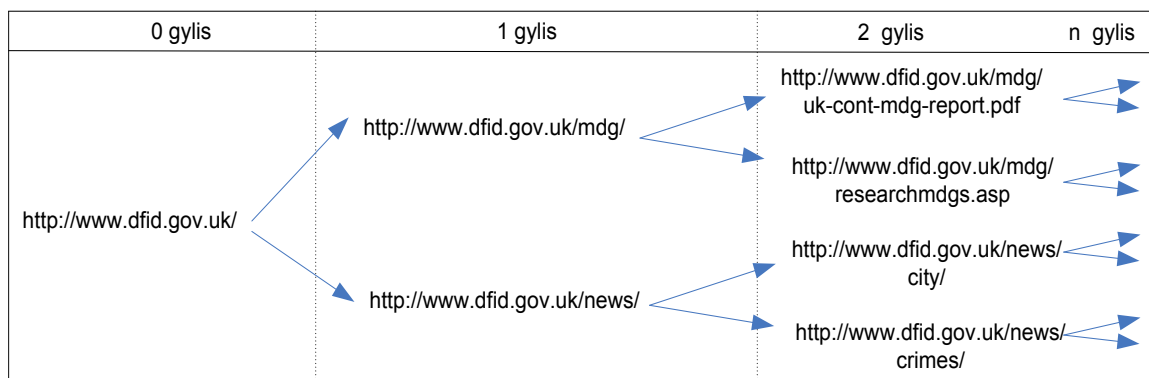 0 gylis
1 gylis
2 gylis
n gylis
http://www.dfid.gov.uk/
http://www.dfid.gov.uk/mdg/
http://www.dfid.gov.uk/news/
http://www.dfid.gov.uk/mdg/
uk-cont-mdg-report.pdf
http://www.dfid.gov.uk/mdg/
researchmdgs.asp
http://www.dfid.gov.uk/news/
city/
http://www.dfid.gov.uk/news/
crimes/